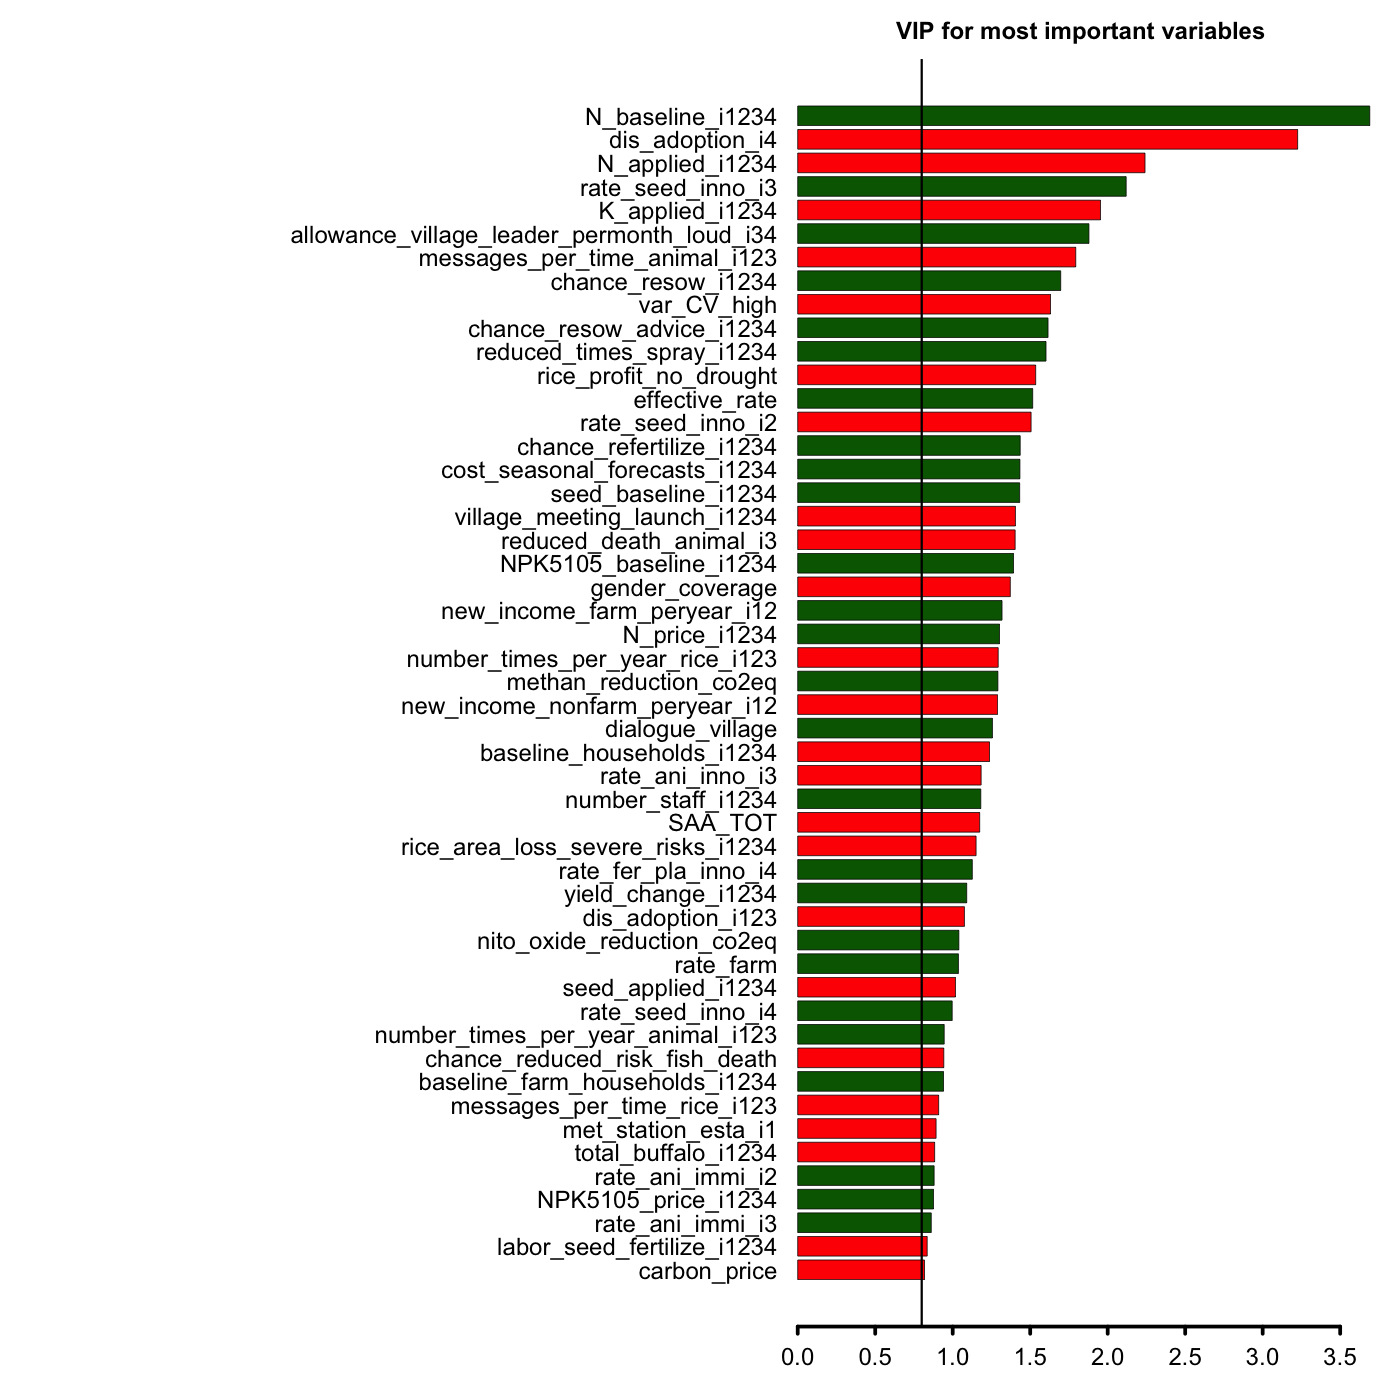 VIP for most important variables
N_baseline_i1234
dis_adoption_i4
N_applied_i1234
rate_seed_inno_i3
K_applied_i1234
allowance_village_leader_permonth_loud_i34
messages_per_time_animal_i123
chance_resow_i1234
var_CV_high
chance_resow_advice_i1234
reduced_times_spray_i1234
rice_profit_no_drought
effective_rate
rate_seed_inno_i2
chance_refertilize_i1234
cost_seasonal_forecasts_i1234
seed_baseline_i1234
village_meeting_launch_i1234
reduced_death_animal_i3
NPK5105_baseline_i1234
gender_coverage
new_income_farm_peryear_i12
N_price_i1234
number_times_per_year_rice_i123
methan_reduction_co2eq
new_income_nonfarm_peryear_i12
dialogue_village
baseline_households_i1234
rate_ani_inno_i3
number_staff_i1234
SAA_TOT
rice_area_loss_severe_risks_i1234
rate_fer_pla_inno_i4
yield_change_i1234
dis_adoption_i123
nito_oxide_reduction_co2eq
rate_farm
seed_applied_i1234
rate_seed_inno_i4
number_times_per_year_animal_i123
chance_reduced_risk_fish_death
baseline_farm_households_i1234
messages_per_time_rice_i123
met_station_esta_i1
total_buffalo_i1234
rate_ani_immi_i2
NPK5105_price_i1234
rate_ani_immi_i3
labor_seed_fertilize_i1234
carbon_price
0.0 0.5 1.0 1.5 2.0 2.5 3.0 3.5